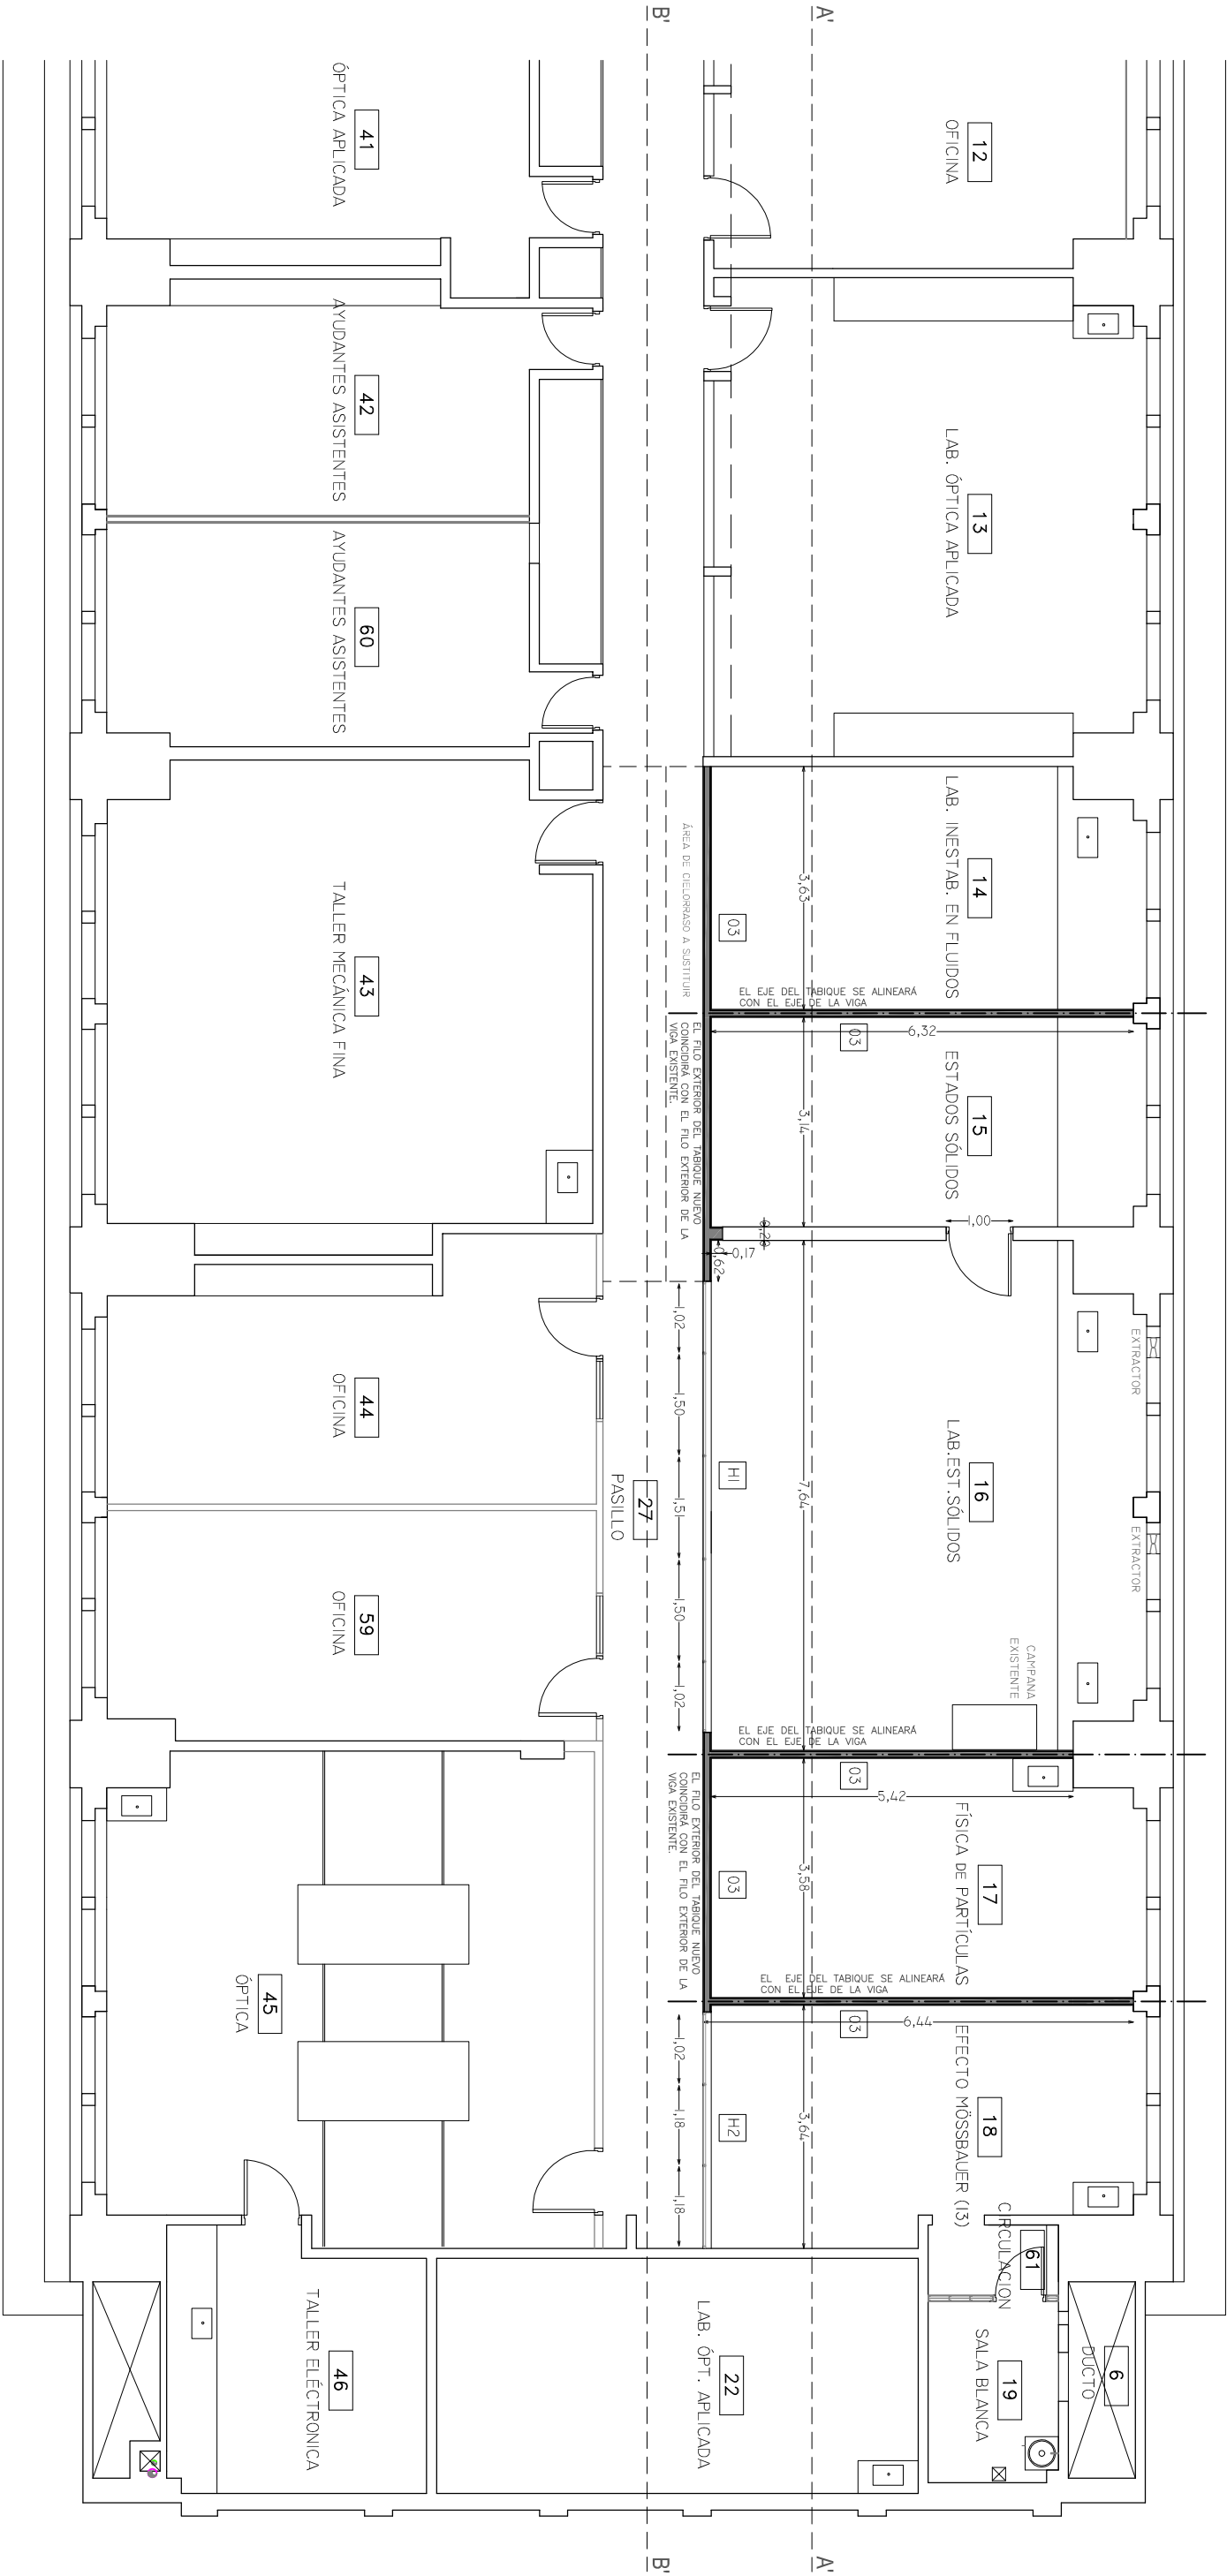 A'
B'
12
OFICINA
13
LAB. ÓPTICA APLICADA
14
LAB. INESTAB. EN FLUIDOS
15
ESTADOS SÓLIDOS
16
LAB.EST.SÓLIDOS
17
FÍSICA DE PARTÍCULAS
18
EFECTO MÖSSBAUER (13)
61
CIRCULACION
6
DUCTO
19
SALA BLANCA
EXTRACTOR
EXTRACTOR
CAMPANA
EXISTENTE
EL EJE DEL TABIQUE SE ALINEARÁ
CON EL EJE DE LA VIGA
EL EJE DEL TABIQUE SE ALINEARÁ
CON EL EJE DE LA VIGA
EL EJE DEL TABIQUE SE ALINEARÁ
CON EL EJE DE LA VIGA
03
03
03
03
03
H1
H2
3,63
6,32
3,14
1,00
0,17
0,62
7,64
5,42
3,58
6,44
3,64
ÁREA DE CIELORRASO A SUSTITUIR
EL FILO EXTERIOR DEL TABIQUE NUEVO
COINCIDIRÁ CON EL FILO EXTERIOR DE LA
VIGA EXISTENTE.
1,02
1,50
1,51
1,50
1,02
EL FILO EXTERIOR DEL TABIQUE NUEVO
COINCIDIRÁ CON EL FILO EXTERIOR DE LA
VIGA EXISTENTE.
1,02
1,18
1,18
27
PASILLO
22
LAB. ÓPT. APLICADA
41
ÓPTICA APLICADA
42
AYUDANTES ASISTENTES
60
AYUDANTES ASISTENTES
43
TALLER MECÁNICA FINA
44
OFICINA
59
OFICINA
45
ÓPTICA
46
TALLER ELÉCTRONICA
A'
B'